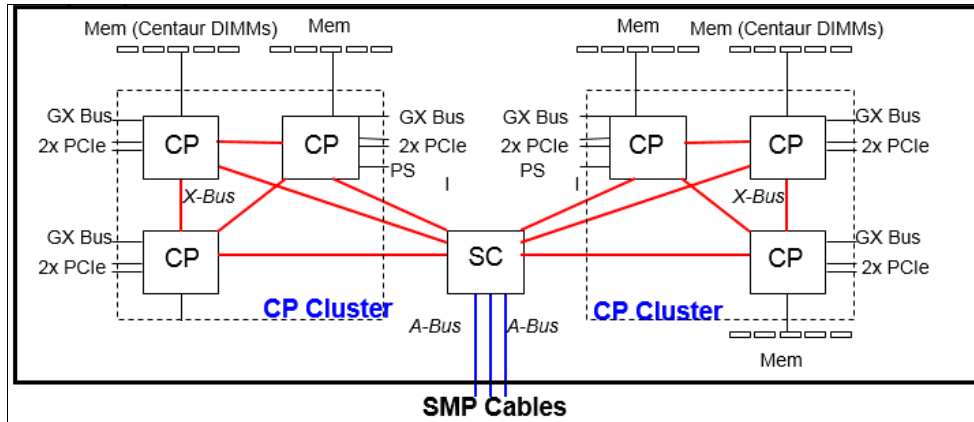 Mem (Centaur DIMMs)
Mem
Mem
Mem (Centaur DIMMs)
GX Bus
CP
CP
GX Bus
GX Bus
CP
CP
GX Bus
2x PCIe
2x PCIe
2x PCIe
2x PCIe
PS
I
PS
I
X-Bus
X-Bus
GX Bus
CP
SC
CP
GX Bus
2x PCIe
2x PCIe
CP Cluster
CP Cluster
A-Bus
A-Bus
Mem
SMP Cables